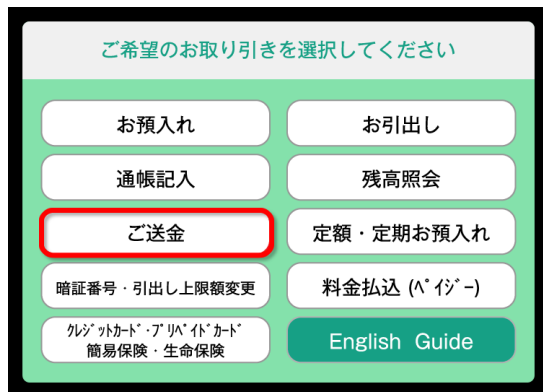 ご希望のお取り引きを選択してください
お預入れ
お引出し
通帳記入
残高照会
ご送金
定額・定期お預入れ
暗証番号・引出し上限額変更
料金払込 (ﾍﾟｲｼﾞｰ)
ｸﾚｼﾞｯﾄｶｰﾄﾞ･ﾌﾟﾘﾍﾟｲﾄﾞｶｰﾄﾞ
簡易保険・生命保険
English Guide